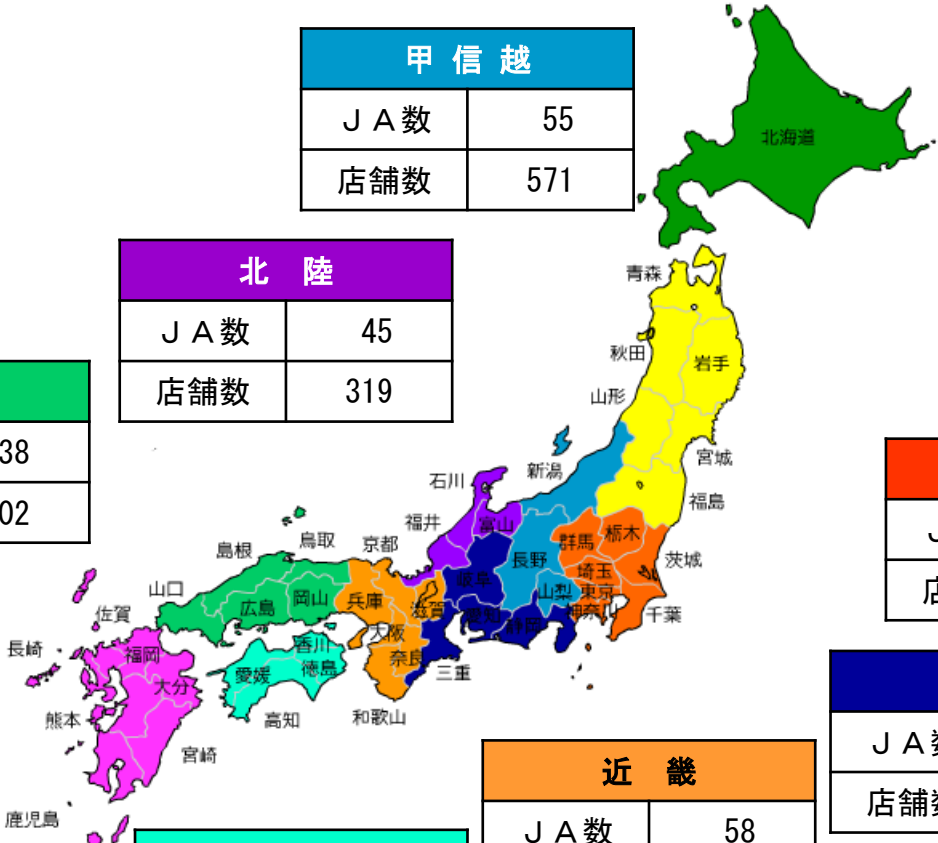 甲 信 越
ＪＡ数 55
店舗数 571
北海道
北 陸
ＪＡ数 45
店舗数 319
38
02
青森
秋田
岩手
山形
宮城
新潟
福島
石川
福井
富山
群馬
栃木
茨城
長野
埼玉
山梨
東京
神奈川
千葉
岐阜
愛知
静岡
三重
京都
滋賀
兵庫
大阪
奈良
和歌山
鳥取
島根
岡山
広島
山口
香川
徳島
愛媛
高知
佐賀
長崎
福岡
大分
熊本
宮崎
鹿児島
近 畿
ＪＡ数 58
Ｊ
店
ＪＡ数
店舗数